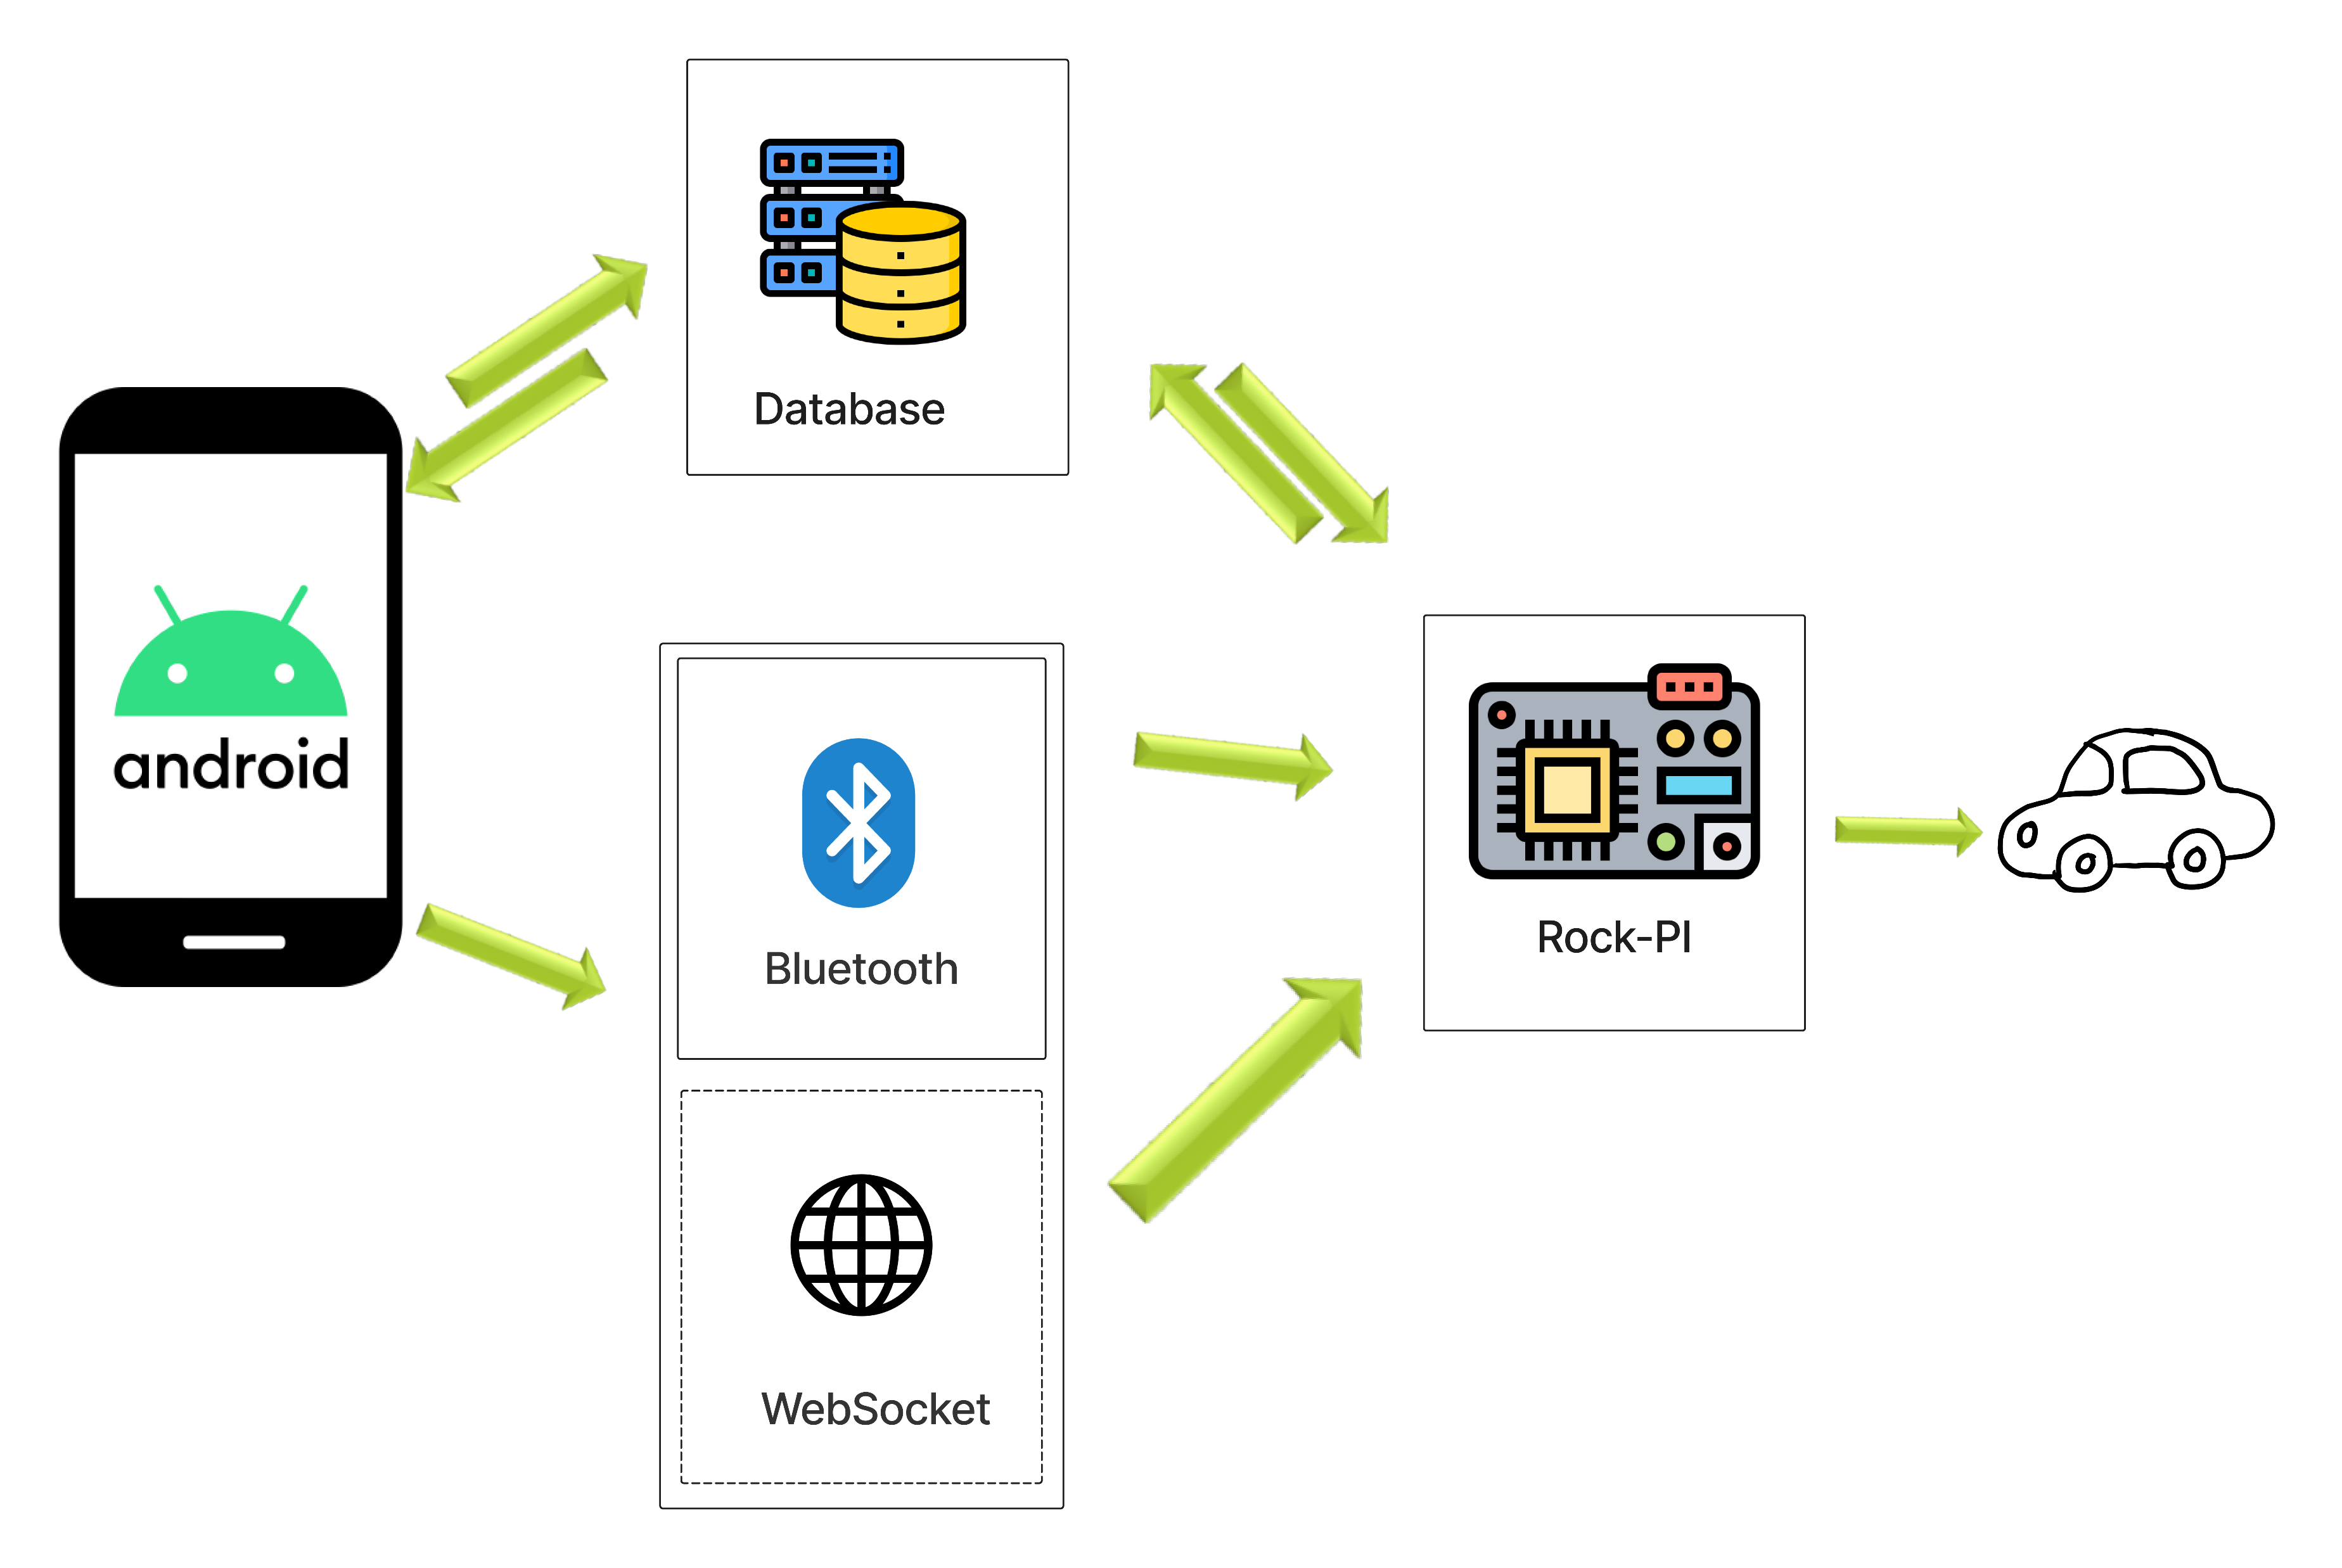 Database
android
Bluetooth
Rock-PI
WebSocket